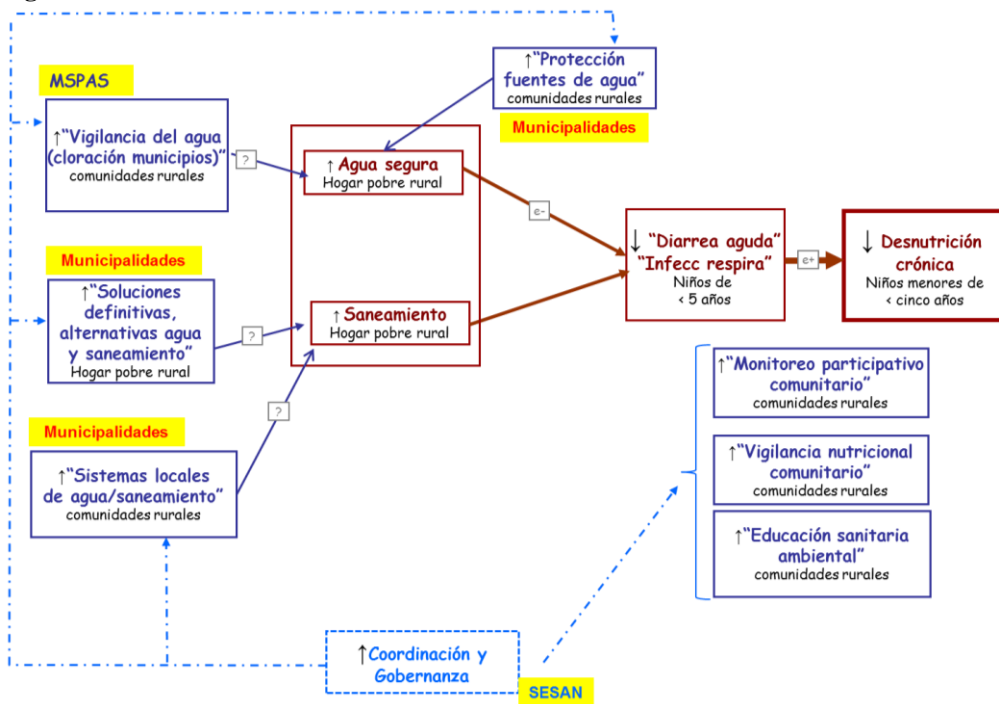 MSPAS
↑“Vigilancia del agua
(cloración municipios)”
comunidades rurales
?
↑“Protección
fuentes de agua”
comunidades rurales
Municipalidades
↑ Agua segura
Hogar pobre rural
e-
Municipalidades
↑“Soluciones
definitivas,
alternativas agua
y saneamiento”
Hogar pobre rural
?
↑ Saneamiento
Hogar pobre rural
↓ “Diarrea aguda”
“Infecc respira”
Niños de
< 5 años
e+
↓ Desnutrición
crónica
Niños menores de
< cinco años
Municipalidades
↑“Sistemas locales
de agua/saneamiento”
comunidades rurales
?
↑“Monitoreo participativo
comunitario”
comunidades rurales
↑“Vigilancia nutricional
comunitario”
comunidades rurales
↑“Educación sanitaria
ambiental”
comunidades rurales
↑Coordinación y
Gobernanza
SESAN